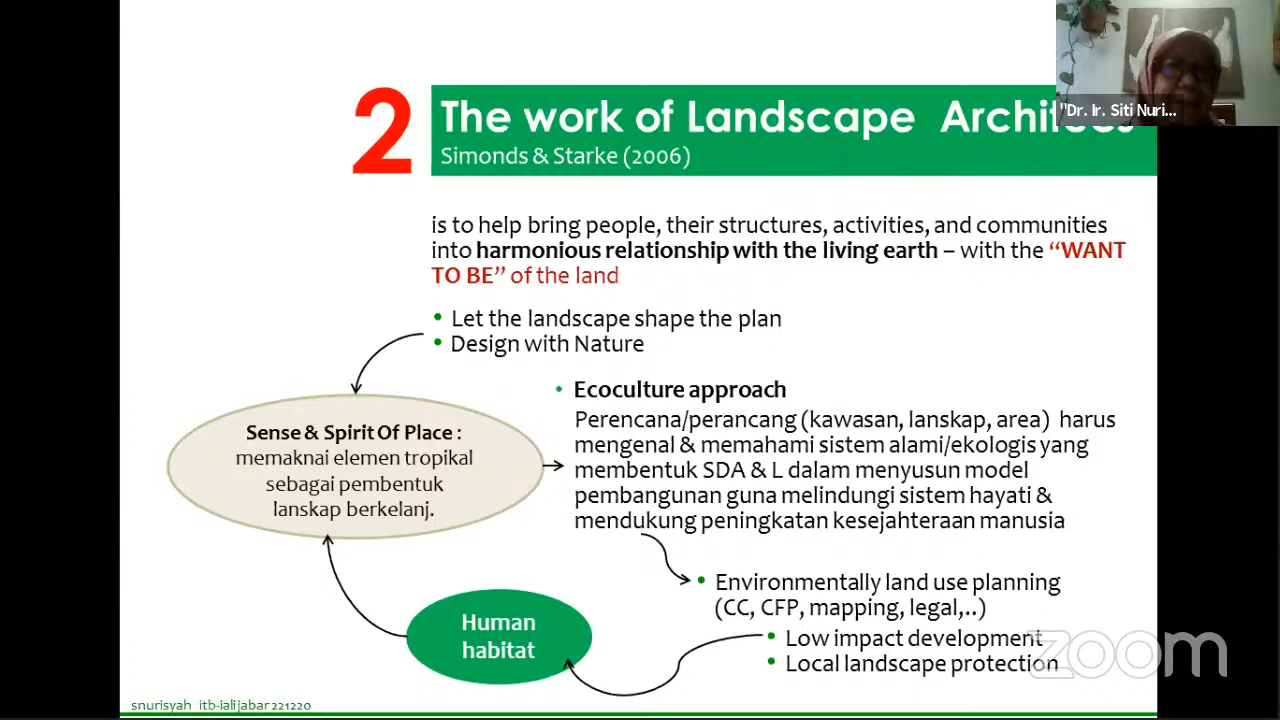 "Dr. Ir. Siti Nuri...
2
The work of Landscape Architecs
Simonds & Starke (2006)
is to help bring people, their structures, activities, and communities
into harmonious relationship with the living earth – with the “WANT
TO BE” of the land
• Let the landscape shape the plan
• Design with Nature
• Ecoculture approach
Perencana/perancang (kawasan, lanskap, area) harus
mengenal & memahami sistem alami/ekologis yang
membentuk SDA & L dalam menyusun model
pembangunan guna melindungi sistem hayati &
mendukung peningkatan kesejahteraan manusia
Sense & Spirit Of Place :
memaknai elemen tropikal
sebagai pembentuk
lanskap berkelanj.
• Environmentally land use planning
(CC, CFP, mapping, legal,..)
• Low impact development
• Local landscape protection
Human
habitat
zoom
snurisyah itb-iali jabar 221220